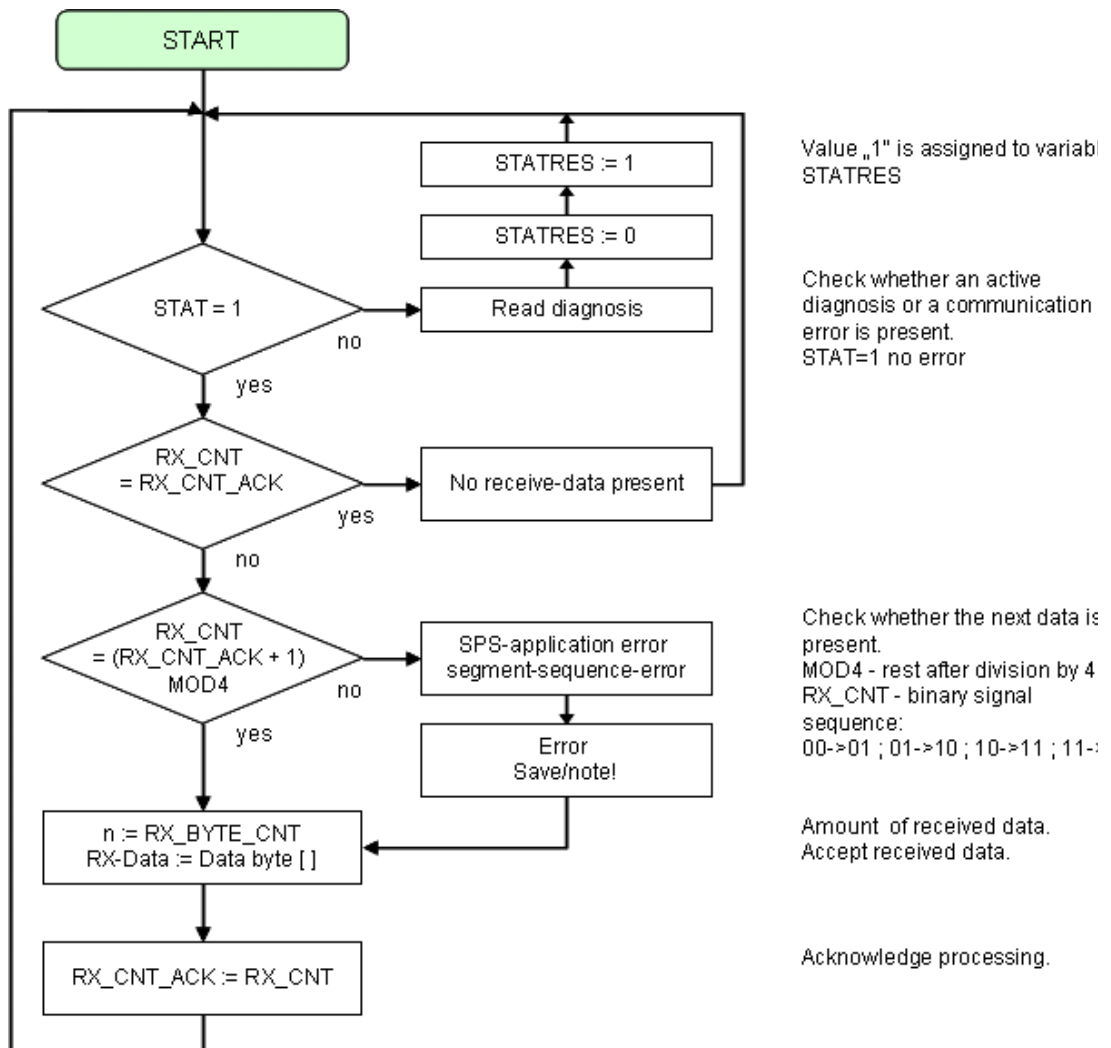 START
STATRES := 1
Value „1" is assigned to
STATRES
STATRES := 0
STAT = 1
no
yes
Read diagnosis
Check whether an active
diagnosis or a communication
error is present.
STAT=1 no error
RX_CNT
= RX_CNT_ACK
yes
no
No receive-data present
RX_CNT
= (RX_CNT_ACK + 1)
MOD4
no
yes
SPS-application error
segment-sequence-error
Check whether the next data
present.
MOD4 - rest after division by 4
RX_CNT - binary signal
sequence:
00->01 ; 01->10 ; 10->11 ; 11->
Error
Save/note!
n := RX_BYTE_CNT
RX-Data := Data byte [ ]
Amount of received data.
Accept received data.
RX_CNT_ACK := RX_CNT
Acknowledge processing.